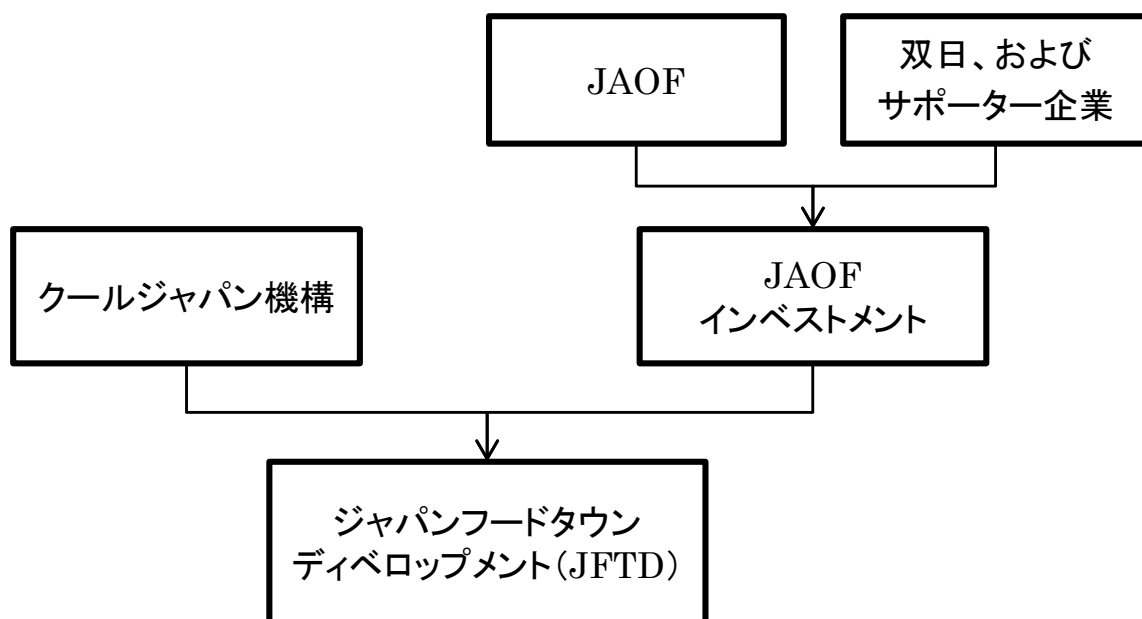 JAOF
双日、および
サポーター企業
クールジャパン機構
JAOF
インベストメント
ジャパンフードタウン
ディベロップメント(JFTD)